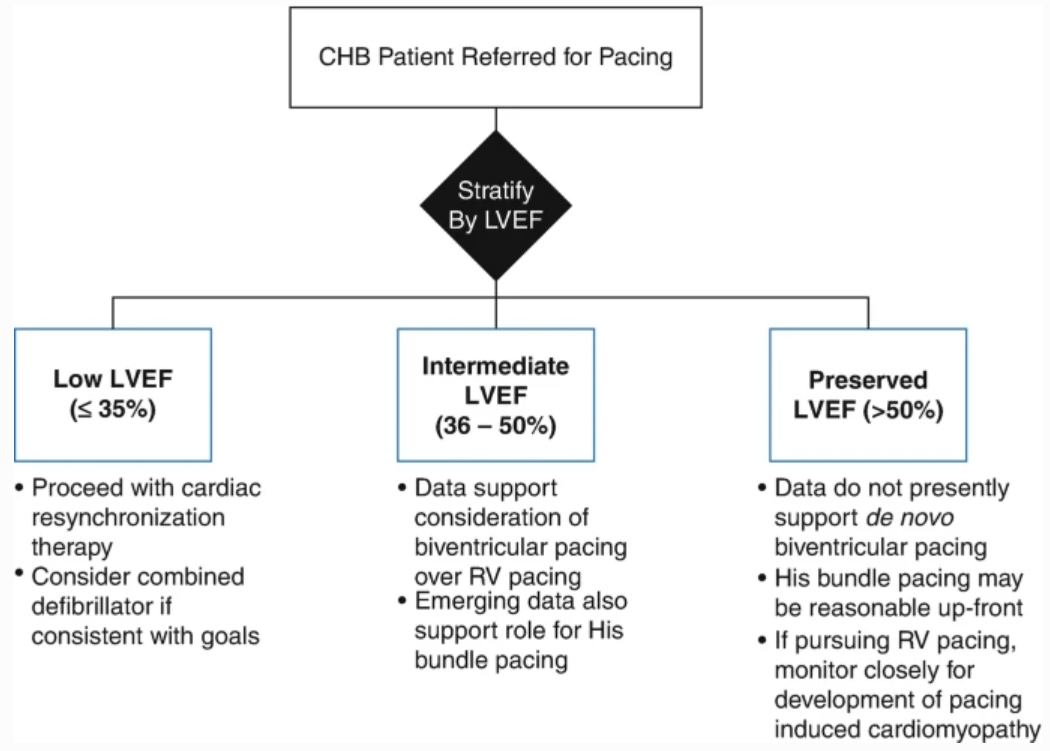 CHB Patient Referred for Pacing
Stratify
By LVEF
Low LVEF
(≤ 35%)
• Proceed with cardiac
resynchronization
therapy
• Consider combined
defibrillator if
consistent with goals
Intermediate
LVEF
(36 – 50%)
• Data support
consideration of
biventricular pacing
over RV pacing
• Emerging data also
support role for His
bundle pacing
Preserved
LVEF (>50%)
• Data do not presently
support de novo
biventricular pacing
• His bundle pacing may
be reasonable up-front
• If pursuing RV pacing,
monitor closely for
development of pacing
induced cardiomyopathy